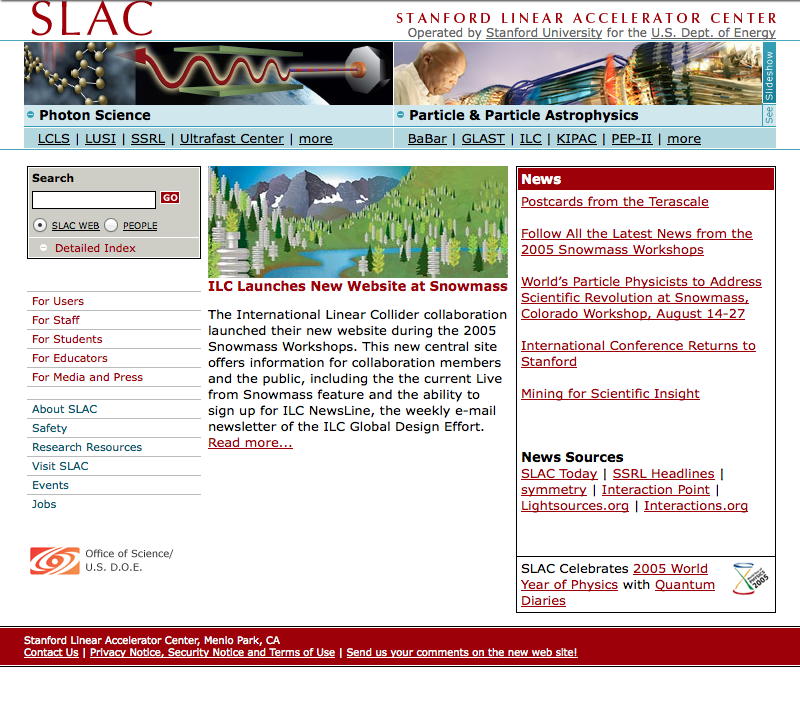 SLAC
STANFORD LINEAR ACCELERATOR CENTER
Operated by Stanford University for the U.S. Dept. of Energy
See Slideshow
Photon Science
LCLS | LUSI | SSRL | Ultrafast Center | more
Particle & Particle Astrophysics
BaBar | GLAST | ILC | KIPAC | PEP-II | more
Search
GO
SLAC WEB PEOPLE
Detailed Index
For Users
For Staff
For Students
For Educators
For Media and Press
About SLAC
Safety
Research Resources
Visit SLAC
Events
Jobs
Office of Science/
U.S. D.O.E.
ILC Launches New Website at Snowmass
The International Linear Collider collaboration
launched their new website during the 2005
Snowmass Workshops. This new central site
offers information for collaboration members
and the public, including the the current Live
from Snowmass feature and the ability to
sign up for ILC NewsLine, the weekly e-mail
newsletter of the ILC Global Design Effort.
Read more...
News
Postcards from the Terascale
Follow All the Latest News from the
2005 Snowmass Workshops
World's Particle Physicists to Address
Scientific Revolution at Snowmass,
Colorado Workshop, August 14-27
International Conference Returns to
Stanford
Mining for Scientific Insight
News Sources
SLAC Today | SSRL Headlines |
symmetry | Interaction Point |
Lightsources.org | Interactions.org
SLAC Celebrates 2005 World
Year of Physics with Quantum
Diaries
2005
Stanford Linear Accelerator Center, Menlo Park, CA
Contact Us | Privacy Notice, Security Notice and Terms of Use | Send us your comments on the new web site!